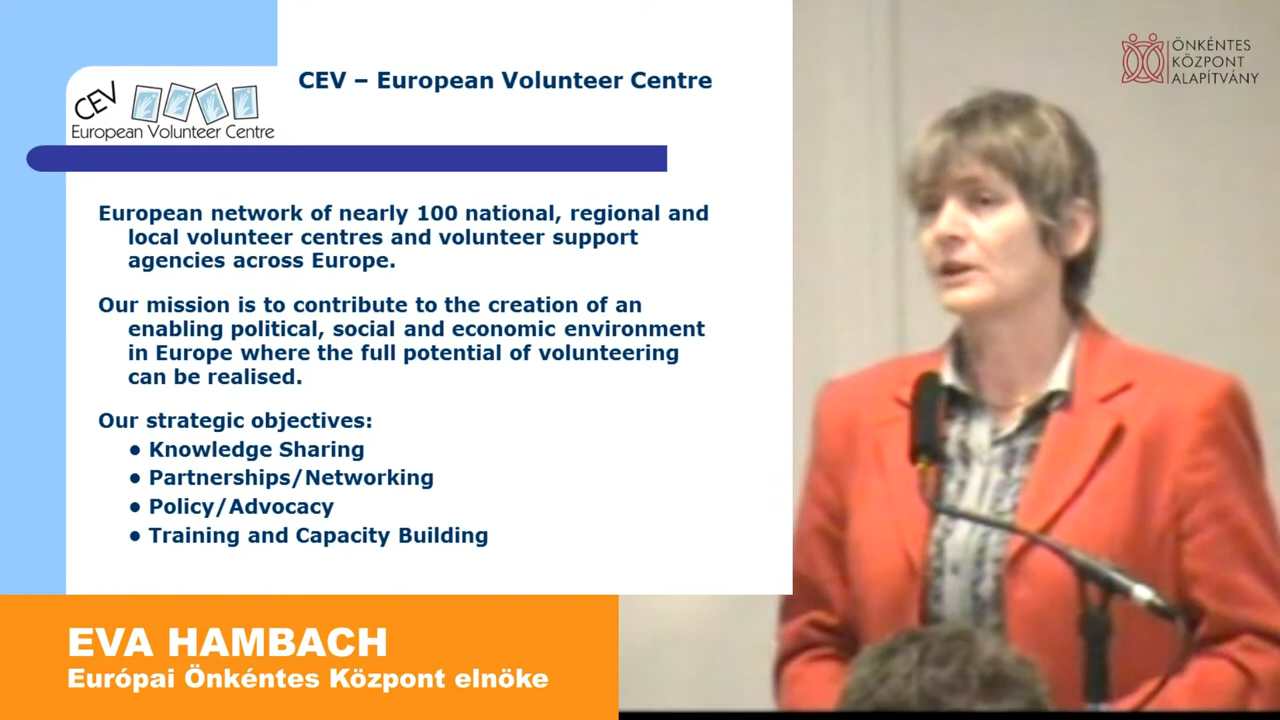 CEV
European Volunteer Centre
CEV – European Volunteer Centre
European network of nearly 100 national, regional and
local volunteer centres and volunteer support
agencies across Europe.
Our mission is to contribute to the creation of an
enabling political, social and economic environment
in Europe where the full potential of volunteering
can be realised.
Our strategic objectives:
● Knowledge Sharing
● Partnerships/Networking
● Policy/Advocacy
● Training and Capacity Building
EVA HAMBACH
Európai Önkéntes Központ elnöke
ÖNKÉNTES
KÖZPONT
ALAPÍTVÁNY